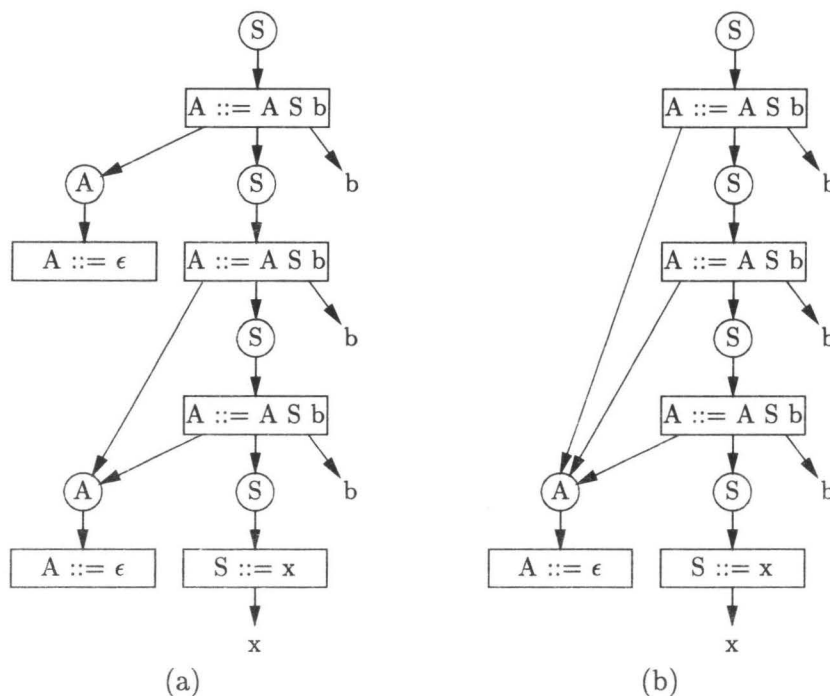 S S
A ::= A S b A ::= A S b
A S b S b
A ::= ϵ A ::= A S b A ::= A S b
S b S b
A ::= A S b A ::= A S b
A S b A S b
A ::= ϵ S ::= x A ::= ϵ S ::= x
x x
(a) (b)